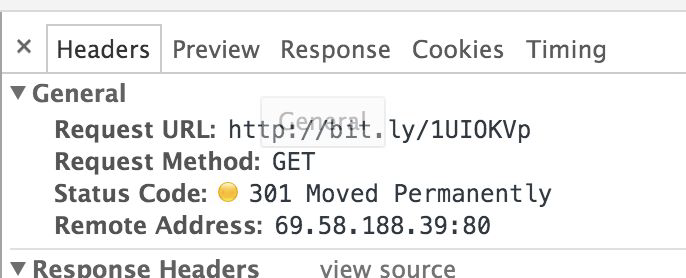 × Headers Preview Response Cookies Timing
▼ General
General
Request URL: http://bit.ly/1UIOKVp
Request Method: GET
Status Code: 301 Moved Permanently
Remote Address: 69.58.188.39:80
▼ Response Headers view source